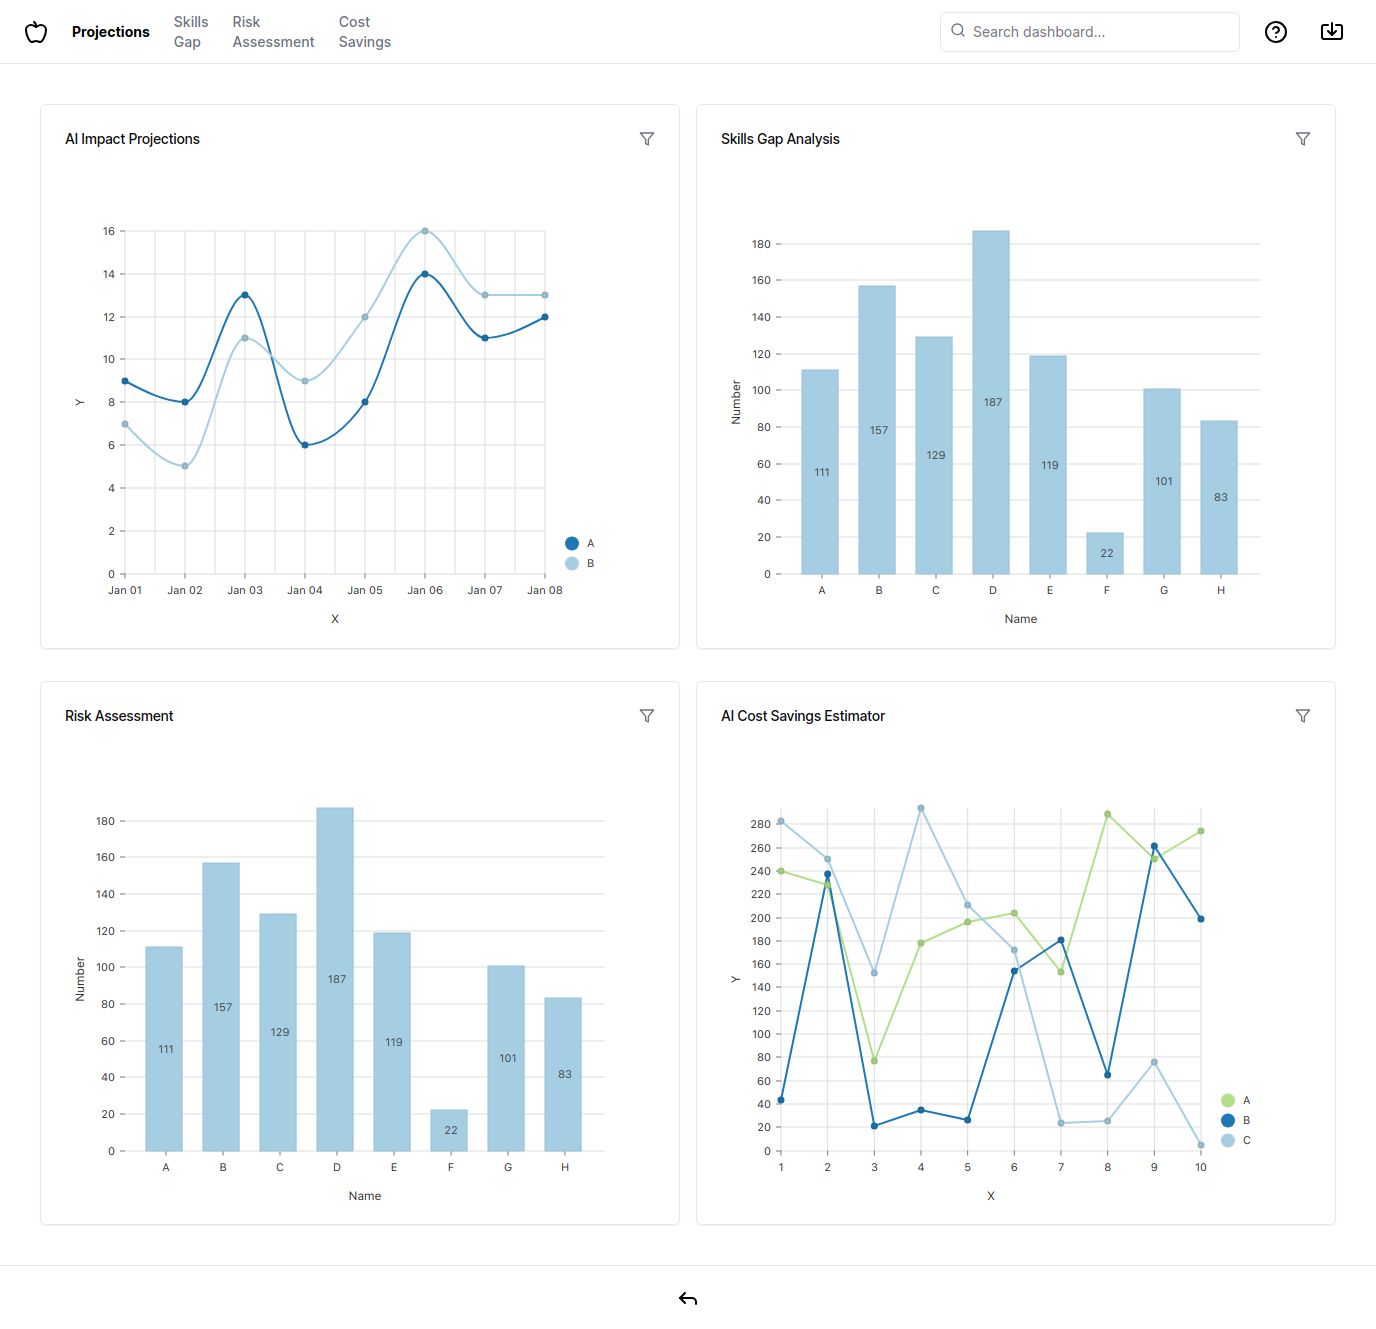 Projections
Skills
Gap
Risk
Assessment
Cost
Savings
Search dashboard...
AI Impact Projections
16
14
12
10
8
6
4
2
0
Y
Jan 01 Jan 02 Jan 03 Jan 04 Jan 05 Jan 06 Jan 07 Jan 08
X
A
B
Skills Gap Analysis
180
160
140
120
100
80
60
40
20
0
Number
111 157 129 187 119 22 101 83
A B C D E F G H
Name
Risk Assessment
180
160
140
120
100
80
60
40
20
0
Number
111 157 129 187 119 22 101 83
A B C D E F G H
Name
AI Cost Savings Estimator
280
260
240
220
200
180
160
140
120
100
80
60
40
20
0
Y
1 2 3 4 5 6 7 8 9 10
X
A
B
C